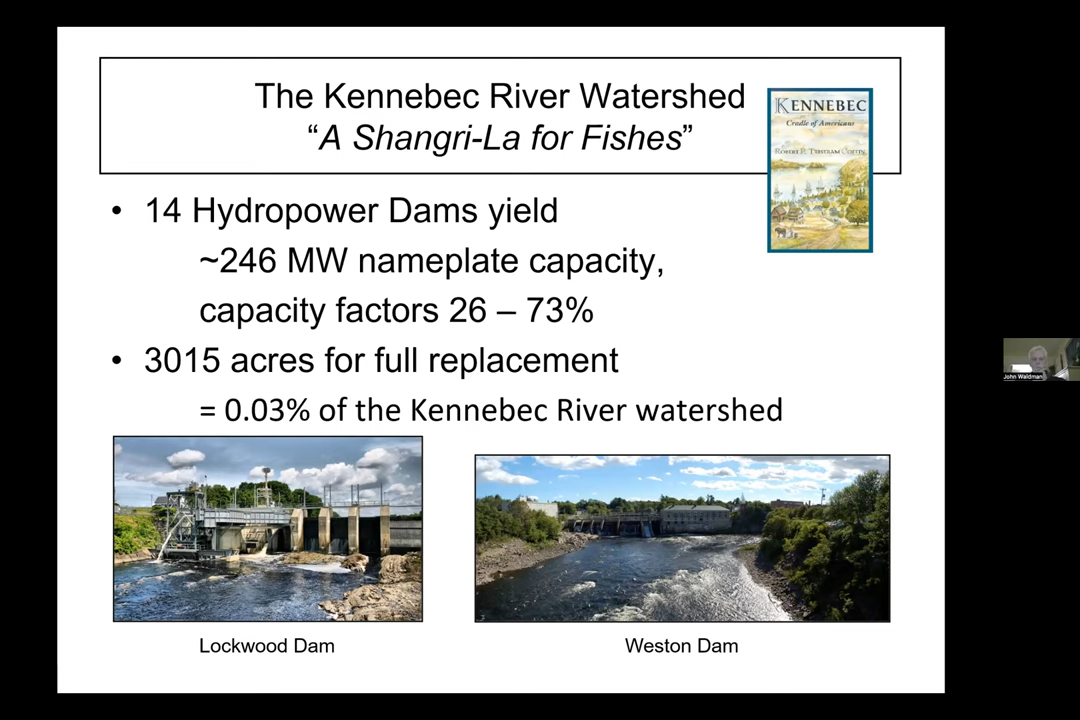 The Kennebec River Watershed
“A Shangri-La for Fishes”
KENNEBEC
Cradle of Americans
ROBERT P. TRISTRAM COFFIN
• 14 Hydropower Dams yield
~246 MW nameplate capacity,
capacity factors 26 – 73%
• 3015 acres for full replacement
= 0.03% of the Kennebec River watershed
Lockwood Dam
Weston Dam
John Waldman